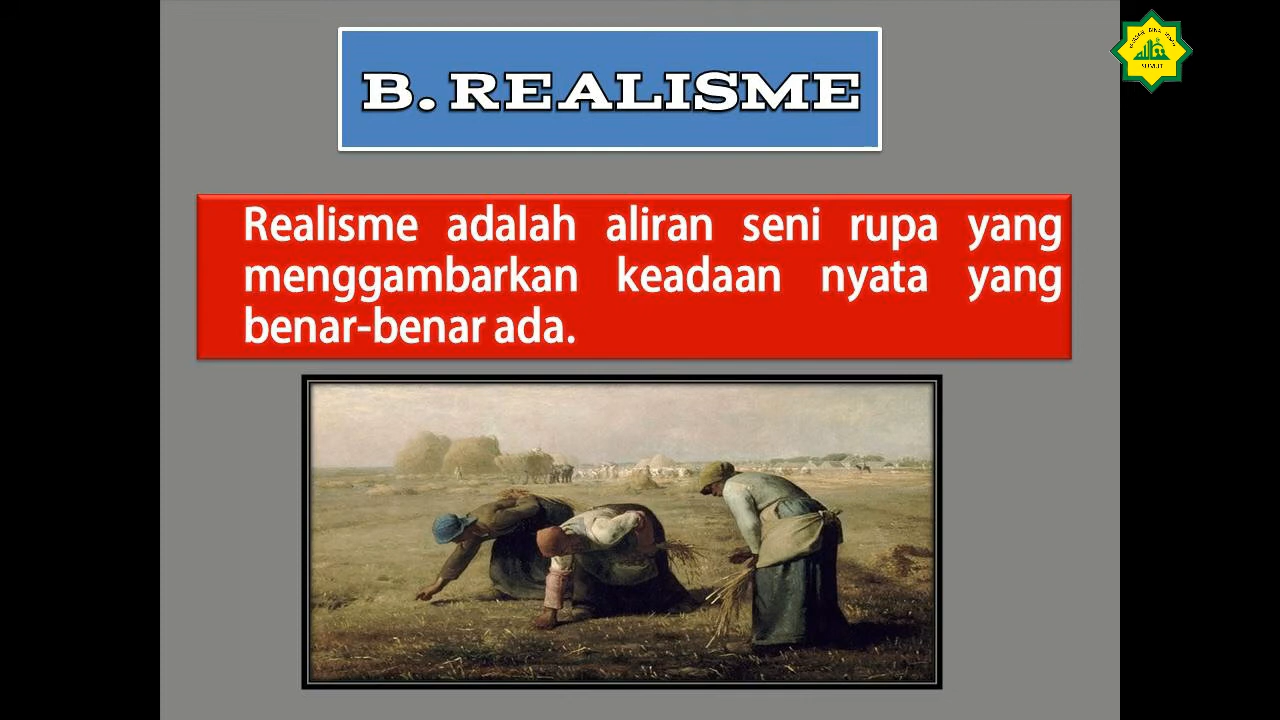 B. REALISME
Realisme adalah aliran seni rupa yang
menggambarkan keadaan nyata yang
benar-benar ada.